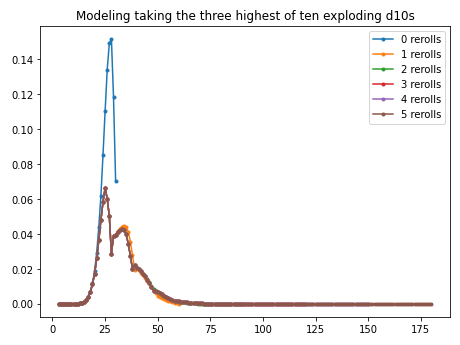 Modeling taking the three highest of ten exploding d10s
0 rerolls
1 rerolls
2 rerolls
3 rerolls
4 rerolls
5 rerolls
0.14
0.12
0.10
0.08
0.06
0.04
0.02
0.00
0 25 50 75 100 125 150 175